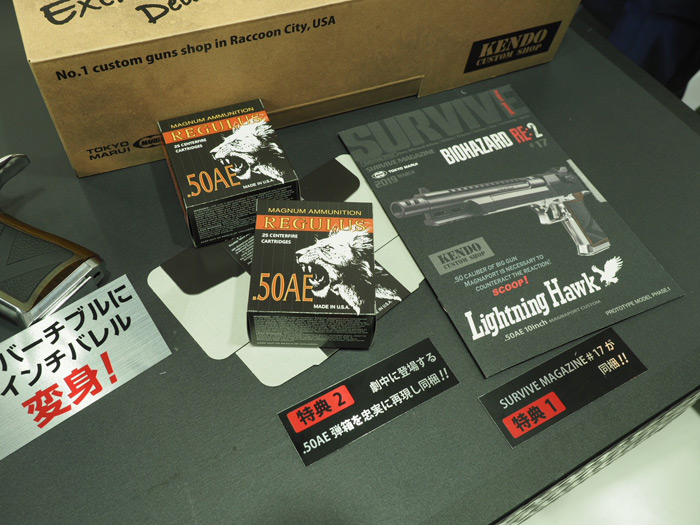 No.1 custom guns shop in Raccoon City, USA
KENDO
CUSTOM SHOP
TOKYO
MARUI
MAGNUM AMMUNITION
REGULUS
25 CENTERFIRE
CARTRIDGES
.50AE
MADE IN U.S.A.
MAGNUM AMMUNITION
REGULUS
25 CENTERFIRE
CARTRIDGES
.50AE
MADE IN U.S.A.
SURVIVE MAGAZINE
# 17
TOKYO MARUI
2019
BIOHAZARD RE:2
KENDO
CUSTOM SHOP
.50 CALIBER OF BIG GUN
MAGNAPORT IS NECESSARY TO
COUNTERACT THE REACTION!
SCOOP!
Lightning Hawk
.50AE 10inch MAGNAPORT CUSTOM
PROTOTYPE MODEL, PHASE.1
バーチブルに
インチバレル
変身!
特典2
劇中に登場する
.50AE 弾箱を忠実に再現し同梱!!
特典1
SURVIVE MAGAZINE # 17 が
同梱!!